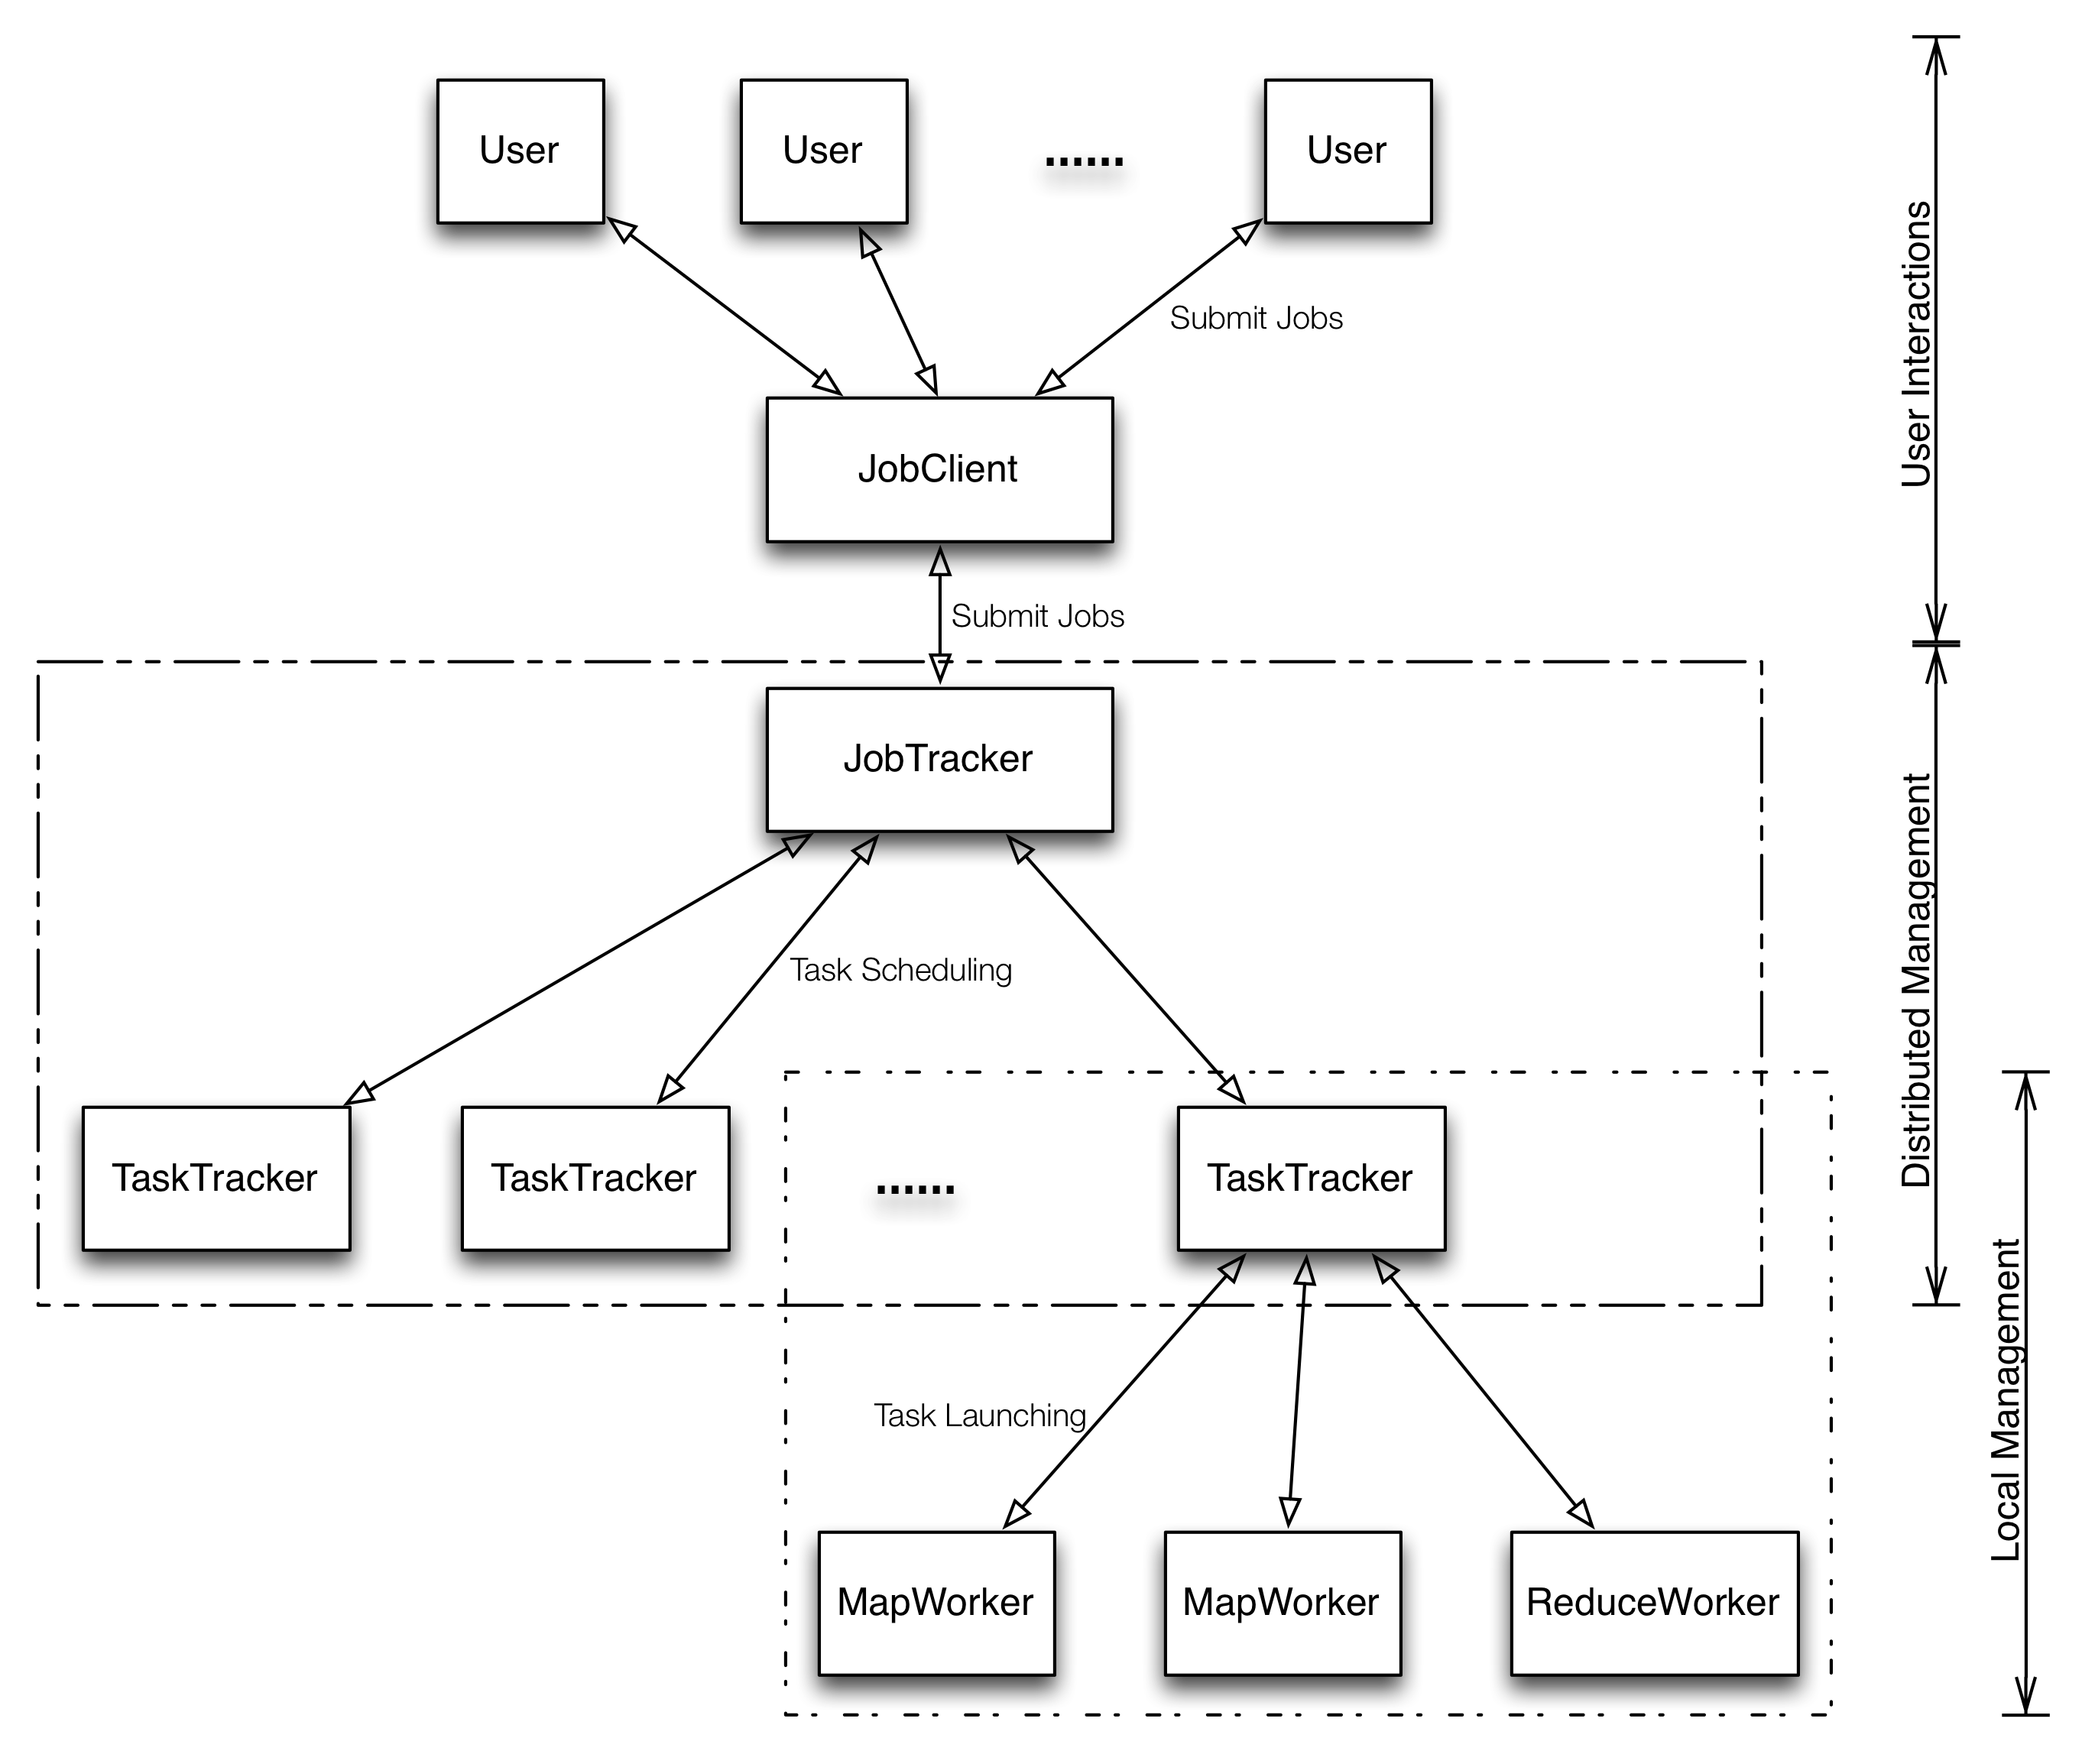 User
User
......
User
Submit Jobs
User Interactions
JobClient
Submit Jobs
JobTracker
Distributed Management
Task Scheduling
TaskTracker
TaskTracker
......
TaskTracker
Local Management
Task Launching
MapWorker
MapWorker
ReduceWorker